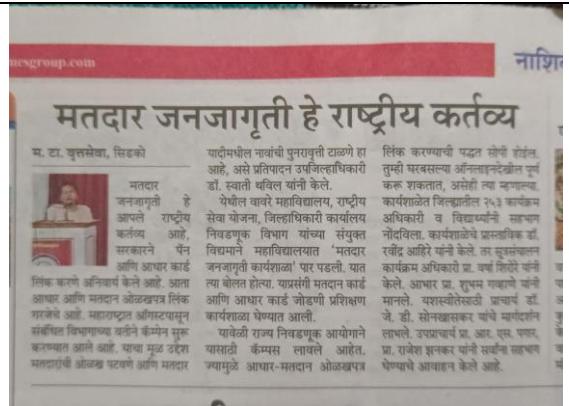 mesgroup.com
नाशि
मतदार जनजागृती हे राष्ट्रीय कर्तव्य
म. टा. वृत्तसेवा, सिडको
मतदार
जनजागृती हे
आपले राष्ट्रीय
कर्तव्य आहे,
सरकारने पॅन
आणि आधार कार्ड
लिंक करणे अनिवार्य केले आहे. आता
आधार आणि मतदान ओळखपत्र लिंक
गरजेचे आहे. महाराष्ट्रात ऑगस्टपासून
संबंधित विभागाच्या वतीने कॅम्पेन सुरू
करण्यात आले आहे. याचा मूळ उद्देश
मतदारांची ओळख पटवणे आणि मतदार
यादीमधील नावांची पुनरावृत्ती टाळणे हा
आहे, असे प्रतिपादन उपजिल्हाधिकारी
डॉ. स्वाती थविल यांनी केले.
येथील वावरे महाविद्यालय, राष्ट्रीय
सेवा योजना, जिल्हाधिकारी कार्यालय
निवडणूक विभाग यांच्या संयुक्त
विद्यमाने महाविद्यालयात 'मतदार
जनजागृती कार्यशाळा' पार पडली. यात
त्या बोलत होत्या. याप्रसंगी मतदान कार्ड
आणि आधार कार्ड जोडणी प्रशिक्षण
कार्यशाळा घेण्यात आली.
यावेळी राज्य निवडणूक आयोगाने
यासाठी कॅम्पस लावले आहेत.
ज्यामुळे आधार-मतदान ओळखपत्र
लिंक करण्याची पद्धत सोपी होईल.
तुम्ही घरबसल्या ऑनलाइनदेखील पूर्ण
करू शकतात, असेही त्या म्हणाल्या.
कार्यशाळेत जिल्ह्यातील २५३ कार्यक्रम
अधिकारी व विद्यार्थ्यांनी सहभाग
नोंदविला. कार्यशाळेचे प्रास्ताविक डॉ.
रवींद्र आहिरे यांनी केले. तर सूत्रसंचालन
कार्यक्रम अधिकारी प्रा. वर्षा शिरोरे यांनी
केले. आभार प्रा. शुभम गव्हाणे यांनी
मानले. यशस्वीतेसाठी प्राचार्य डॉ.
जे. डी. सोनखासकर यांचे मार्गदर्शन
लाभले. उपप्राचार्य प्रा. आर. एस. पगार,
प्रा. राजेश झनकर यांनी सर्वांना सहभाग
घेण्याचे आवाहन केले आहे.